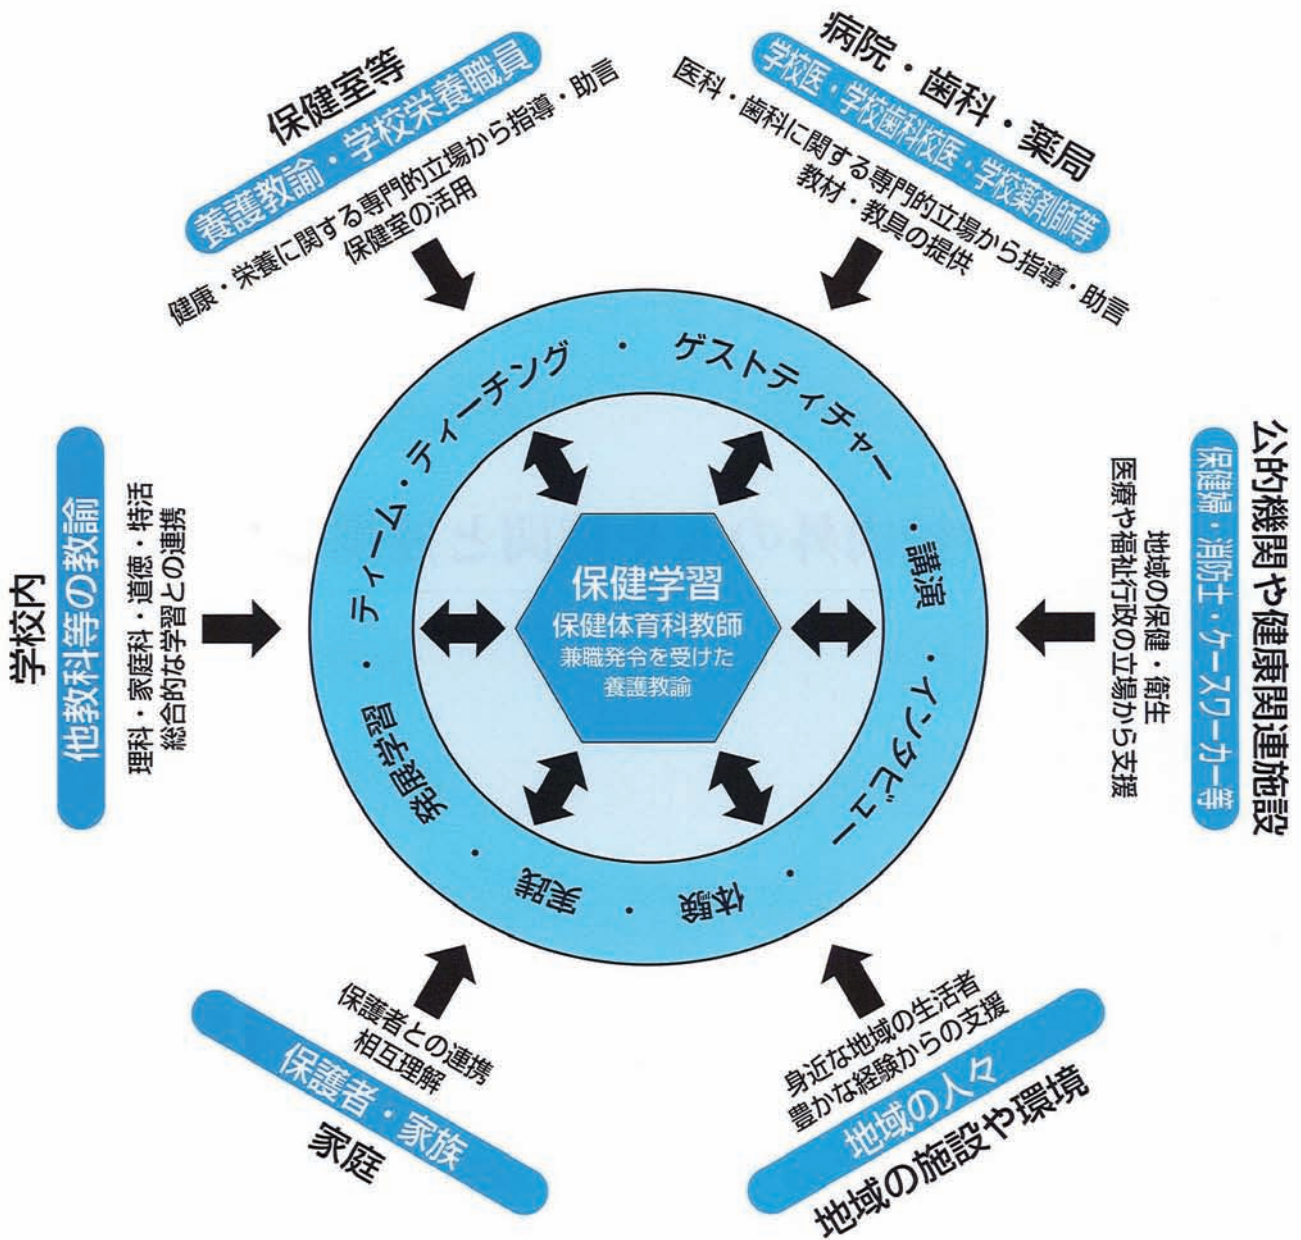 保健室等
養護教諭・学校栄養職員
健康・栄養に関する専門的立場から指導・助言
保健室の活用
病院・歯科・薬局
学校医・学校歯科校医・学校薬剤師等
医科・歯科に関する専門的立場から指導・助言
教材・教具の提供
公的機関や健康関連施設
保健婦・消防士・ケースワーカー等
地域の保健・衛生
医療や福祉行政の立場から支援
学校内
他教科等の教諭
理科・家庭科・道徳・特活
総合的な学習との連携
ティーム・ティーチング・ゲストティチャー・講演・インタビュー・体験・実践・発展学習・
保健学習
保健体育科教師
兼職発令を受けた
養護教諭
保護者との連携
相互理解
保護者・家族
家庭
身近な地域の生活者
豊かな経験からの支援
地域の人々
地域の施設や環境